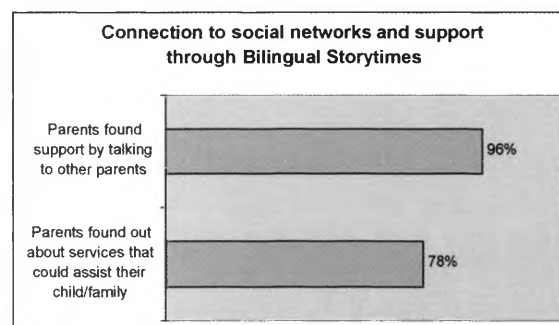 Connection to social networks and support
through Bilingual Storytimes
Parents found
support by talking
to other parents
96%
Parents found out
about services that
could assist their
child/family
78%